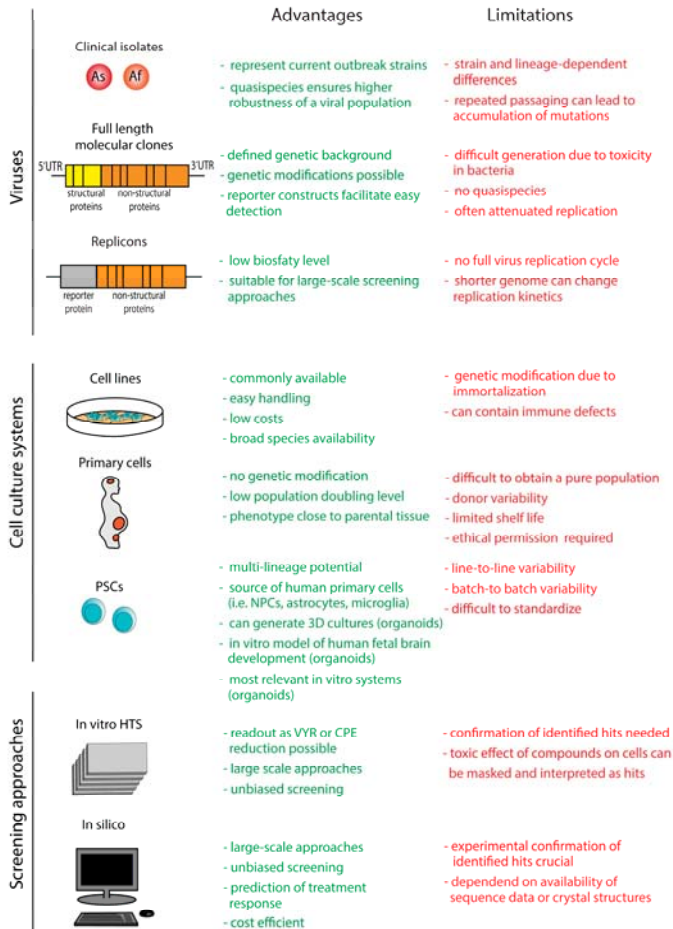 Advantages
Limitations
Viruses
Clinical isolates
As
Af
- represent current outbreak strains
- quasispecies ensures higher
robustness of a viral population
- strain and lineage-dependent
differences
- repeated passaging can lead to
accumulation of mutations
Full length
molecular clones
5'UTR
3'UTR
structural
proteins
non-structural
proteins
- defined genetic background
- genetic modifications possible
- reporter constructs facilitate easy
detection
- difficult generation due to toxicity
in bacteria
- no quasispecies
- often attenuated replication
Replicons
reporter
protein
non-structural
proteins
- low biosfaty level
- suitable for large-scale screening
approaches
- no full virus replication cycle
- shorter genome can change
replication kinetics
Cell culture systems
Cell lines
- commonly available
- easy handling
- low costs
- broad species availability
- genetic modification due to
immortalization
- can contain immune defects
Primary cells
- no genetic modification
- low population doubling level
- phenotype close to parental tissue
- difficult to obtain a pure population
- donor variability
- limited shelf life
- ethical permission required
PSCs
- multi-lineage potential
- source of human primary cells
(i.e. NPCs, astrocytes, microglia)
- can generate 3D cultures (organoids)
- in vitro model of human fetal brain
development (organoids)
- most relevant in vitro systems
(organoids)
- line-to-line variability
- batch-to batch variability
- difficult to standardize
Screening approaches
In vitro HTS
- readout as VYR or CPE
reduction possible
- large scale approaches
- unbiased screening
- confirmation of identified hits needed
- toxic effect of compounds on cells can
be masked and interpreted as hits
In silico
- large-scale approaches
- unbiased screening
- prediction of treatment
response
- cost efficient
- experimental confirmation of
identified hits crucial
- dependend on availability of
sequence data or crystal structures